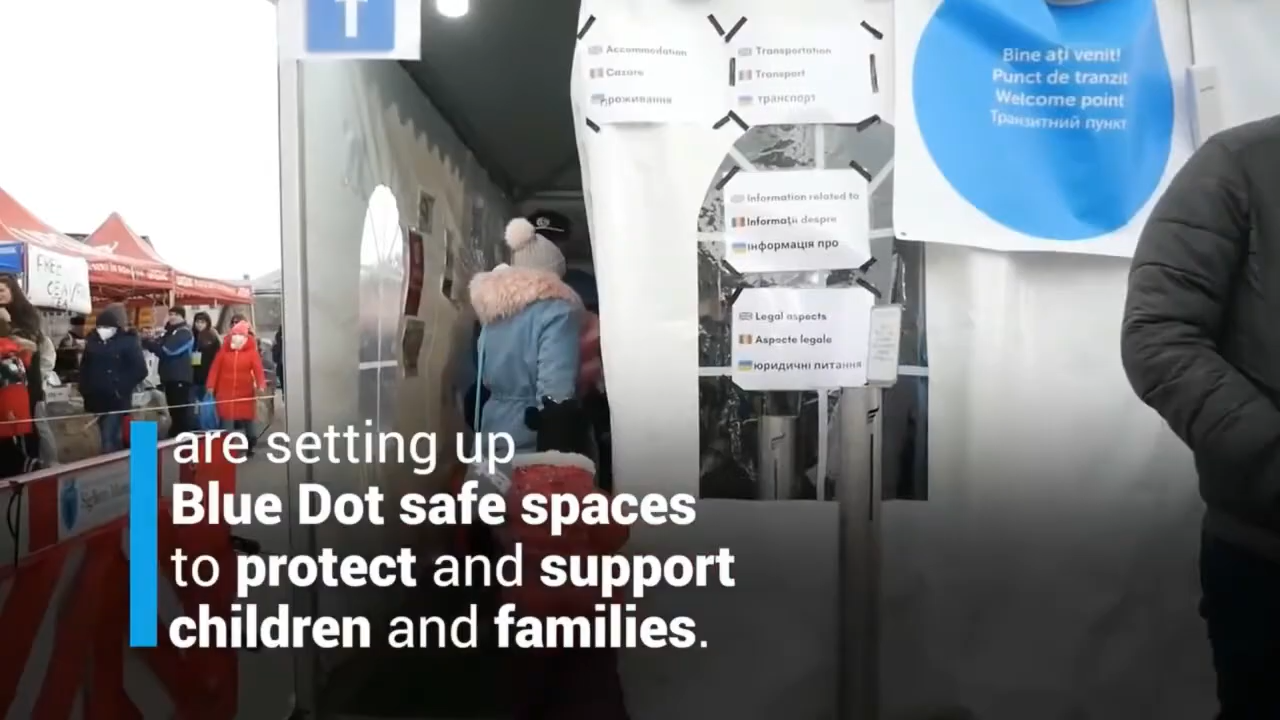 Accommodation
Cazare
проживання
Transportation
Transport
транспорт
Bine ați venit!
Punct de tranzit
Welcome point
Транзитний пункт
Information related to
Informații despre
інформація про
Legal aspects
Aspecte legale
юридичні питання
FREE
are setting up
Blue Dot safe spaces
to protect and support
children and families.